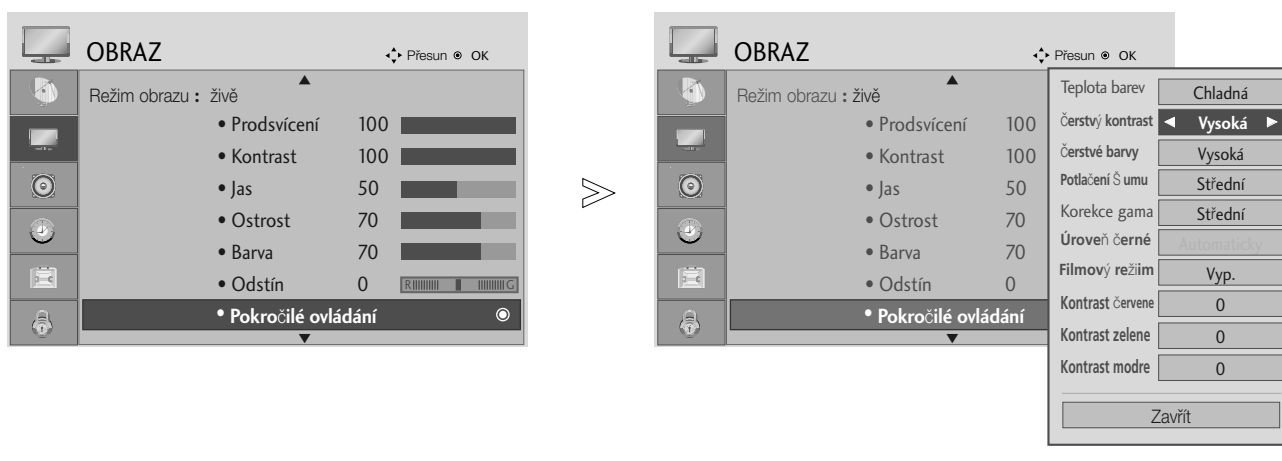 OBRAZ
Přesun OK
Režim obrazu : živě
• Prodsvícení 100
• Kontrast 100
• Jas 50
• Ostrost 70
• Barva 70
• Odstín 0 R G
• Pokročilé ovládání
OBRAZ
Přesun OK
Režim obrazu : živě
• Prodsvícení 100
• Kontrast 100
• Jas 50
• Ostrost 70
• Barva 70
• Odstín 0
• Pokročilé ovládání
Teplota barev Chladná
Čerstvý kontrast Vysoká
Čerstvé barvy Vysoká
Potlačení Š umu Střední
Korekce gama Střední
Úroveň černé Automaticky
Filmový režiim Vyp.
Kontrast červene 0
Kontrast zelene 0
Kontrast modre 0
Zavřít